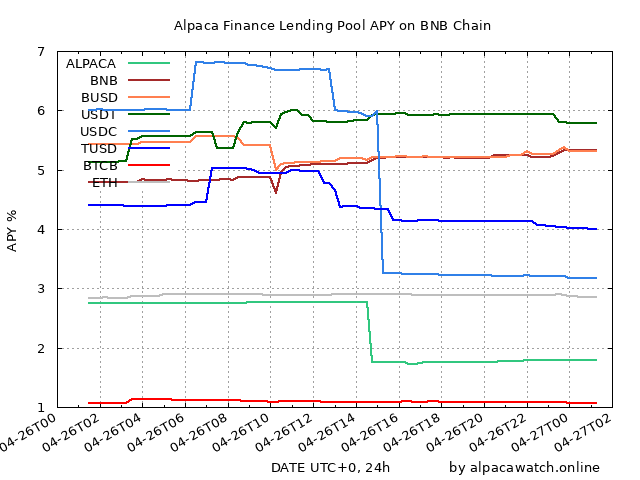 Alpaca Finance Lending Pool APY on BNB Chain
7
6
5
4
3
2
1
APY %
ALPACA
BNB
BUSD
USDT
USDC
TUSD
BTCB
ETH
04-26T00
04-26T02
04-26T04
04-26T06
04-26T08
04-26T10
04-26T12
04-26T14
04-26T16
04-26T18
04-26T20
04-26T22
04-27T00
04-27T02
DATE UTC+0, 24h
by alpacawatch.online